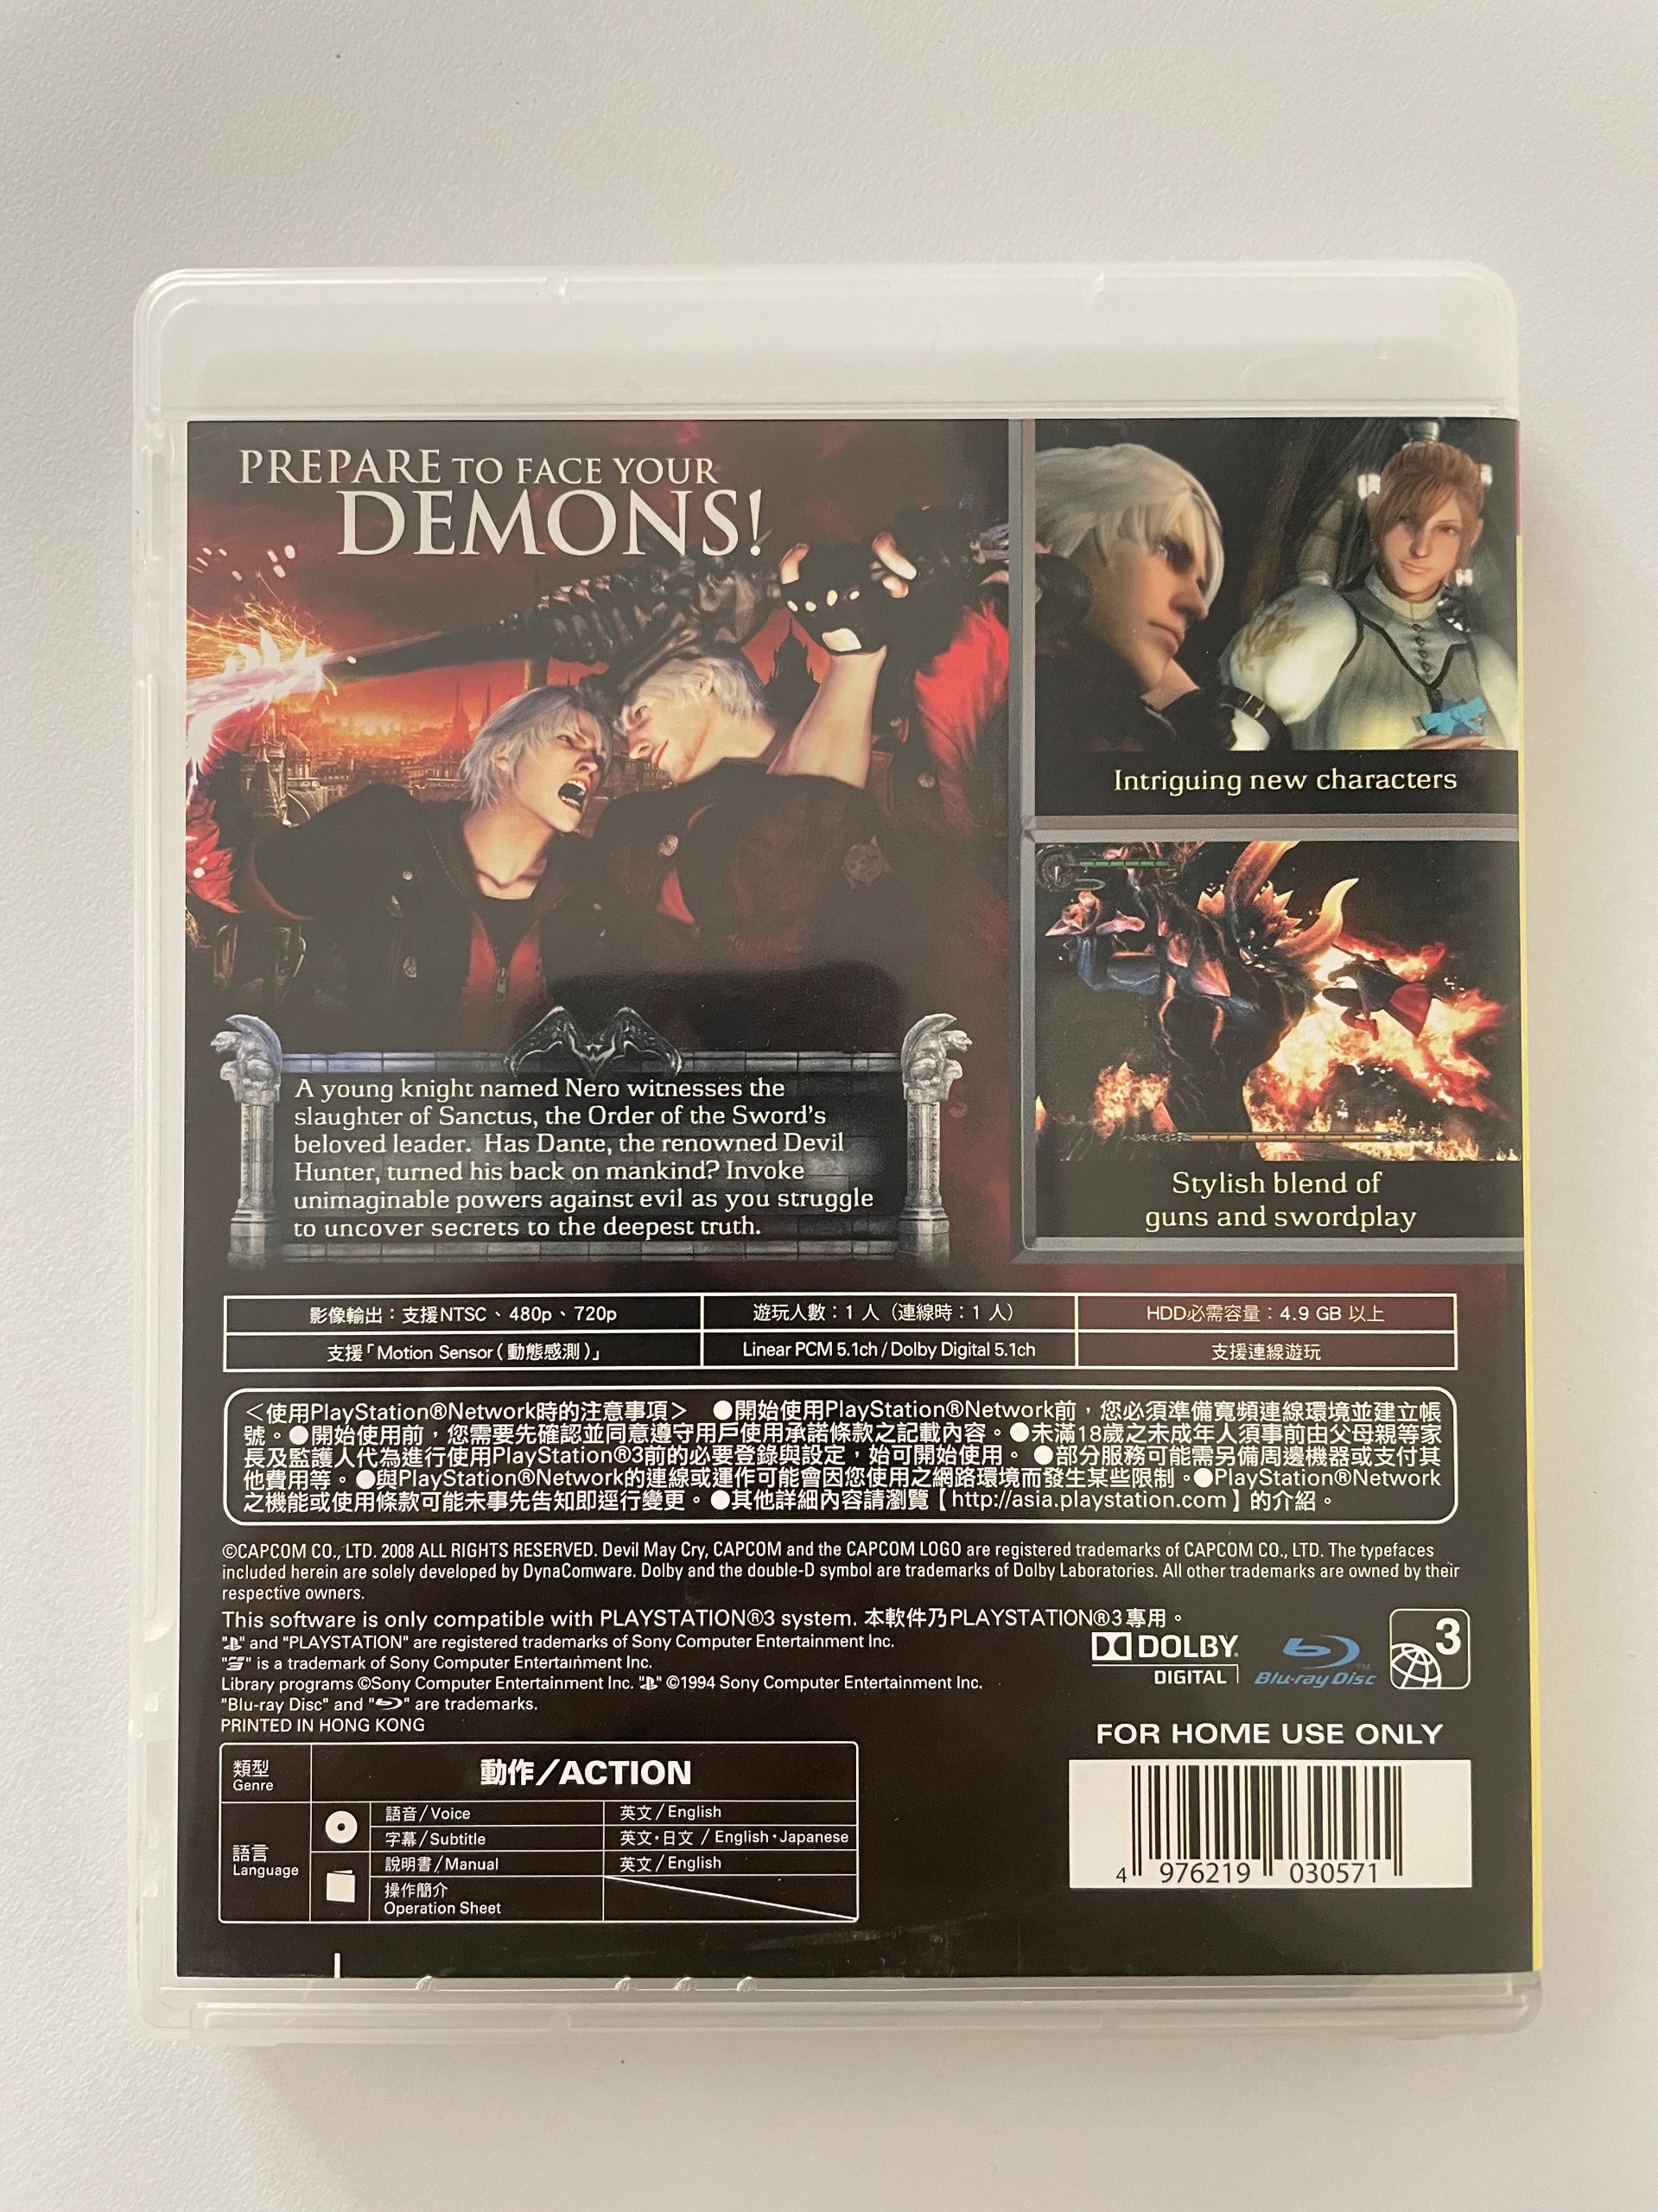 PREPARE TO FACE YOUR
DEMONS!
Intriguing new characters
Stylish blend of
guns and swordplay
A young knight named Nero witnesses the
slaughter of Sanctus, the Order of the Sword's
beloved leader. Has Dante, the renowned Devil
Hunter, turned his back on mankind? Invoke
unimaginable powers against evil as you struggle
to uncover secrets to the deepest truth.
影像輸出：支援NTSC、480p、720p
遊玩人數：1 人（連線時：1 人）
HDD必需容量：4.9 GB 以上
支援「Motion Sensor（動態感測）」
Linear PCM 5.1ch / Dolby Digital 5.1ch
支援連線遊玩
＜使用PlayStation®Network時的注意事項＞ ●開始使用PlayStation®Network前，您必須準備寬頻連線環境並建立帳
號。●開始使用前，您需要先確認並同意遵守用戶使用承諾條款之記載內容。●未滿18歲之未成年人須事前由父母親等家
長及監護人代為進行使用PlayStation®3前的必要登錄與設定，始可開始使用。 ●部分服務可能需另備周邊機器或支付其
他費用等。●與PlayStation®Network的連線或運作可能會因您使用之網路環境而發生某些限制。●PlayStation®Network
之機能或使用條款可能未事先告知即逕行變更。●其他詳細內容請瀏覽【http://asia.playstation.com】的介紹。
©CAPCOM CO., LTD. 2008 ALL RIGHTS RESERVED. Devil May Cry, CAPCOM and the CAPCOM LOGO are registered trademarks of CAPCOM CO., LTD. The typefaces
included herein are solely developed by DynaComware. Dolby and the double-D symbol are trademarks of Dolby Laboratories. All other trademarks are owned by their
respective owners.
This software is only compatible with PLAYSTATION®3 system. 本軟件乃PLAYSTATION®3專用。
"" and "PLAYSTATION" are registered trademarks of Sony Computer Entertainment Inc.
"" is a trademark of Sony Computer Entertainment Inc.
Library programs ©Sony Computer Entertainment Inc. "" ©1994 Sony Computer Entertainment Inc.
"Blu-ray Disc" and "" are trademarks.
PRINTED IN HONG KONG
DOLBY
DIGITAL
Blu-ray Disc™
3
FOR HOME USE ONLY
類型
Genre
動作／ACTION
語言
Language
語音／Voice
英文／English
字幕／Subtitle
英文・日文 ／English・Japanese
說明書／Manual
英文／English
操作簡介
Operation Sheet
4 976219 030571